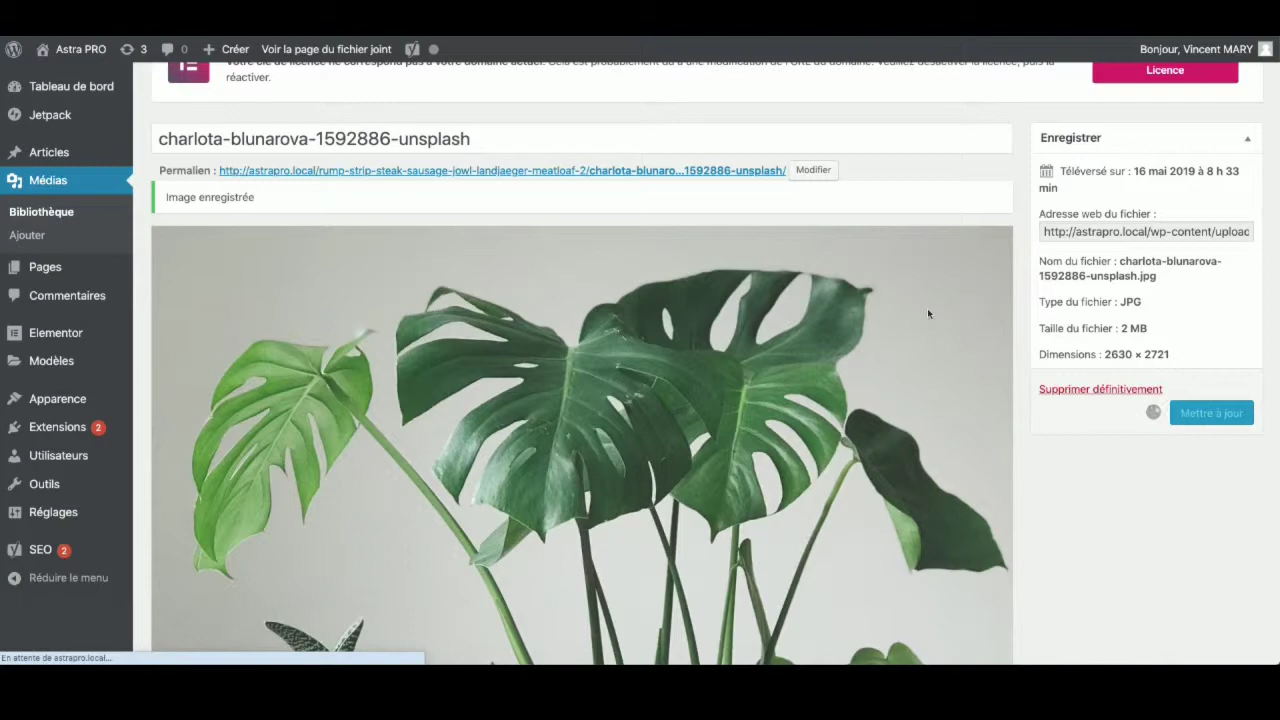 Astra PRO 3 0 Créer Voir la page du fichier joint Bonjour, Vincent MARY
Votre clé de licence ne correspond pas à votre domaine actuel. Cela est probablement dû à une modification de l'URL du domaine. Veuillez désactiver la licence, puis la
réactiver.
Licence
Tableau de bord
Jetpack
Articles
Médias
Bibliothèque
Ajouter
Pages
Commentaires
Elementor
Modèles
Apparence
Extensions 2
Utilisateurs
Outils
Réglages
SEO 2
Réduire le menu
charlota-blunarova-1592886-unsplash
Permalien : http://astrapro.local/rump-strip-steak-sausage-jowl-landjaeger-meatloaf-2/charlota-blunaro...1592886-unsplash/ Modifier
Image enregistrée
Enregistrer
Téléversé sur : 16 mai 2019 à 8 h 33
min
Adresse web du fichier :
http://astrapro.local/wp-content/uploac
Nom du fichier : charlota-blunarova-
1592886-unsplash.jpg
Type du fichier : JPG
Taille du fichier : 2 MB
Dimensions : 2630 × 2721
Supprimer définitivement
Mettre à jour
En attente de astrapro.local...